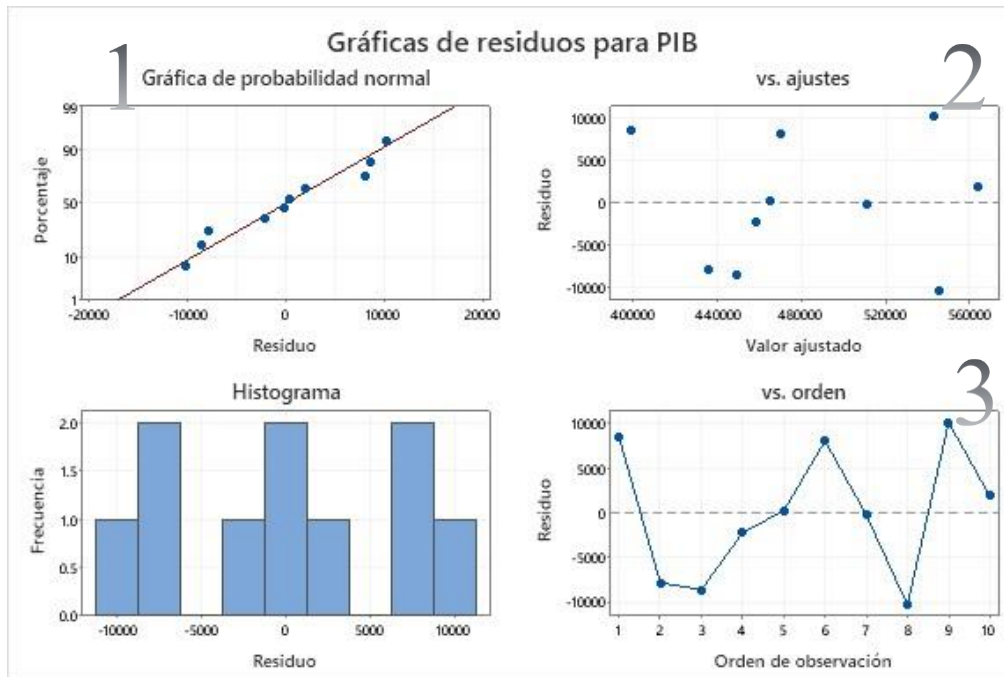 Gráficas de residuos para PIB
1
Gráfica de probabilidad normal
Porcentaje
99
90
50
10
1
-20000 -10000 0 10000 20000
Residuo
2
vs. ajustes
Residuo
10000
5000
0
-5000
-10000
400000 440000 480000 520000 560000
Valor ajustado
Histograma
Frecuencia
2.0
1.5
1.0
0.5
0.0
-10000 -5000 0 5000 10000
Residuo
3
vs. orden
Residuo
10000
5000
0
-5000
-10000
1 2 3 4 5 6 7 8 9 10
Orden de observación